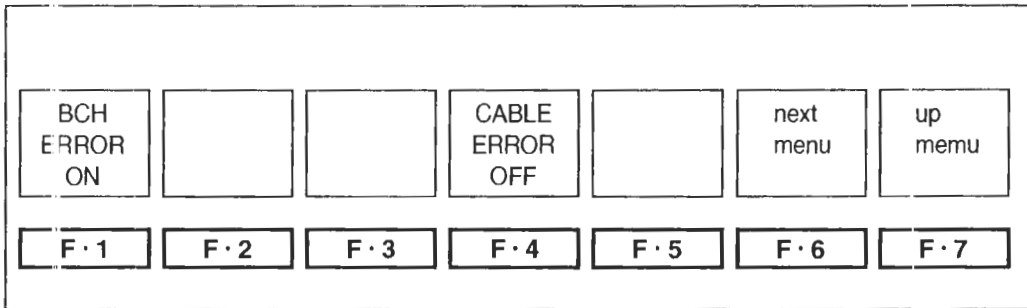 BCH
ERROR
ON
CABLE
ERROR
OFF
next
menu
up
memu
F・1 F・2 F・3 F・4 F・5 F・6 F・7